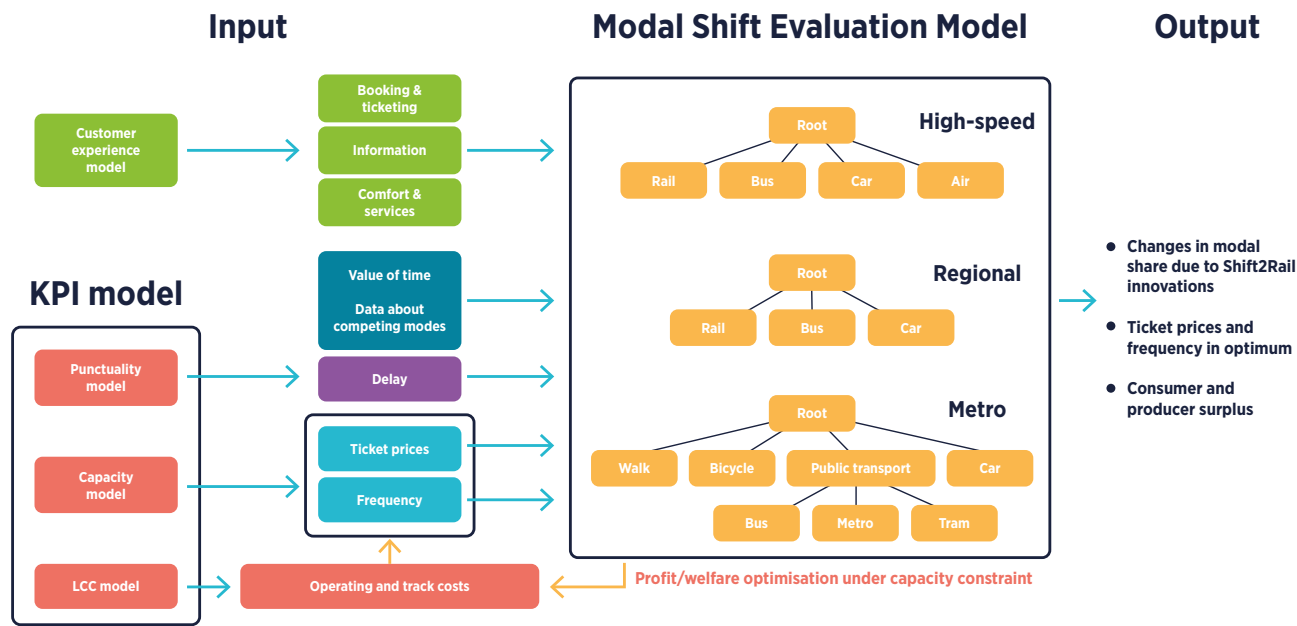 Input
Modal Shift Evaluation Model
Output
Customer
experience
model
Booking &
ticketing
Information
Comfort &
services
Value of time
Data about
competing modes
KPI model
Punctuality
model
Delay
Capacity
model
Ticket prices
Frequency
LCC model
Operating and track costs
High-speed
Root
Rail
Bus
Car
Air
Regional
Root
Rail
Bus
Car
Metro
Root
Walk
Bicycle
Public transport
Car
Bus
Metro
Tram
Profit/welfare optimisation under capacity constraint
• Changes in modal
share due to Shift2Rail
innovations
• Ticket prices and
frequency in optimum
• Consumer and
producer surplus